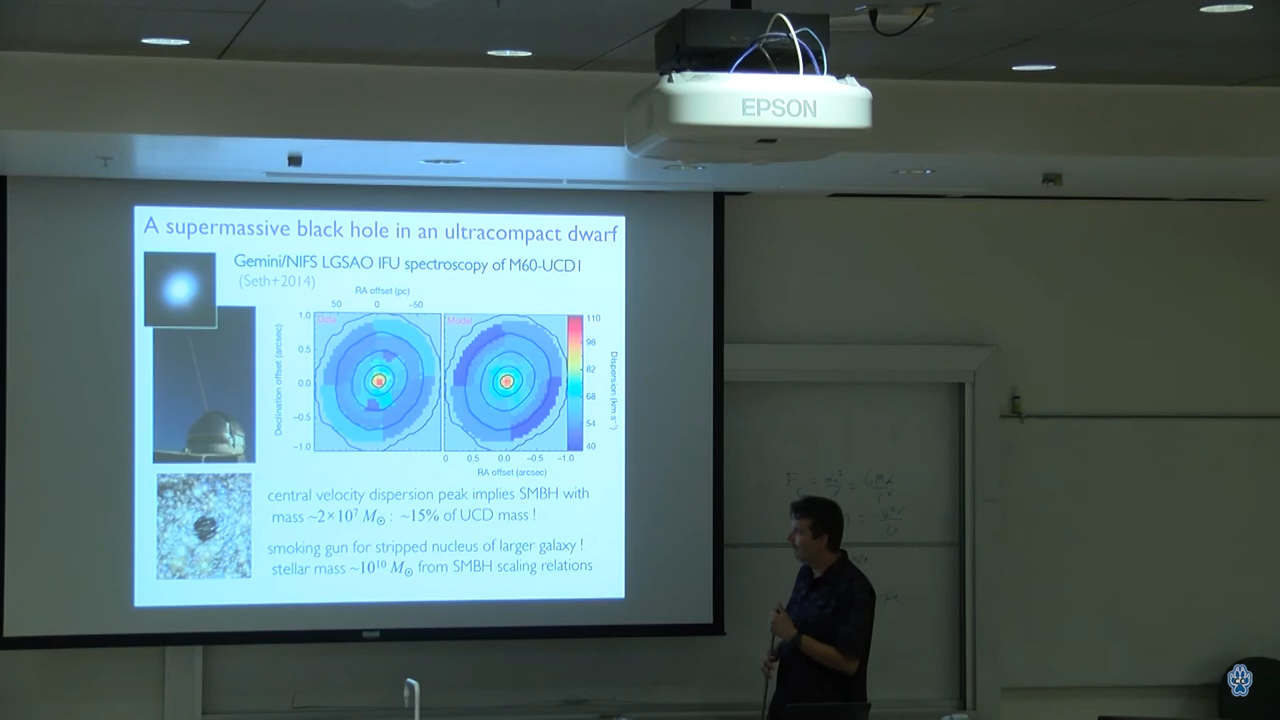 EPSON
A supermassive black hole in an ultracompact dwarf
Gemini/NIFS LGSAO IFU spectroscopy of M60-UCD1
(Seth+2014)
RA offset (pc)
50 0 −50
Data
Model
Declination offset (arcsec)
1.0
0.5
0.0
−0.5
−1.0
110
96
82
68
54
40
Dispersion (km s⁻¹)
0 0.5 0.0 −0.5 −1.0
RA offset (arcsec)
central velocity dispersion peak implies SMBH with
mass ~2×10⁷ M☉ : ~15% of UCD mass !
smoking gun for stripped nucleus of larger galaxy !
stellar mass ~10¹⁰ M☉ from SMBH scaling relations